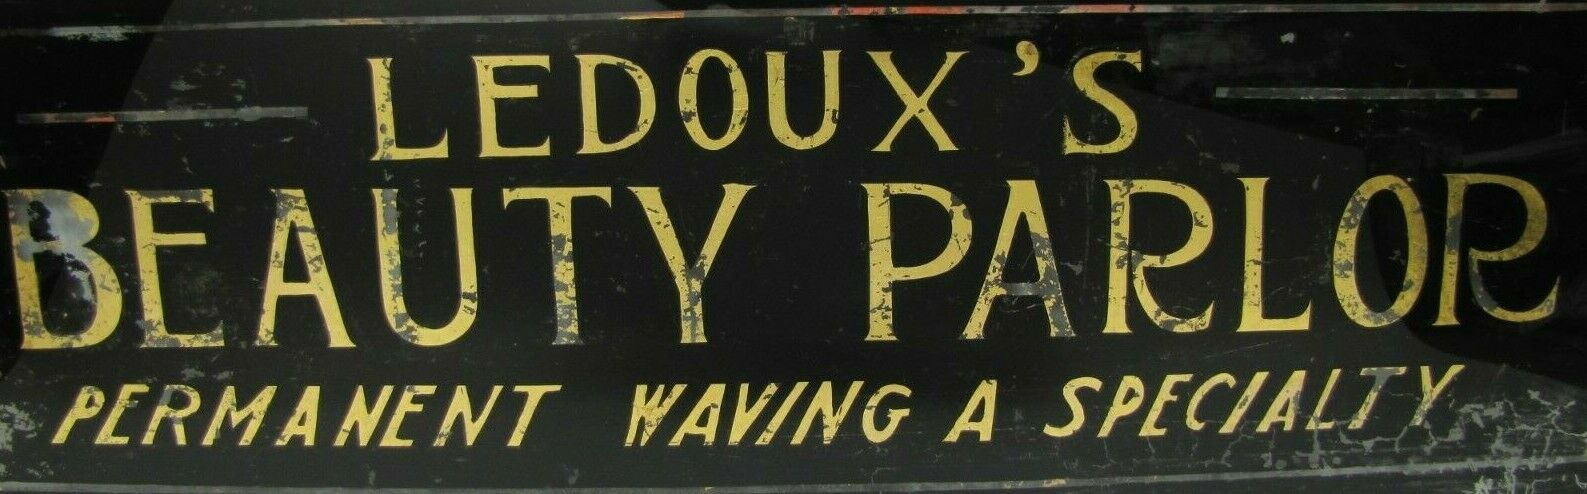 LEDOUX'S
BEAUTY PARLOR
PERMANENT WAVING A SPECIALTY